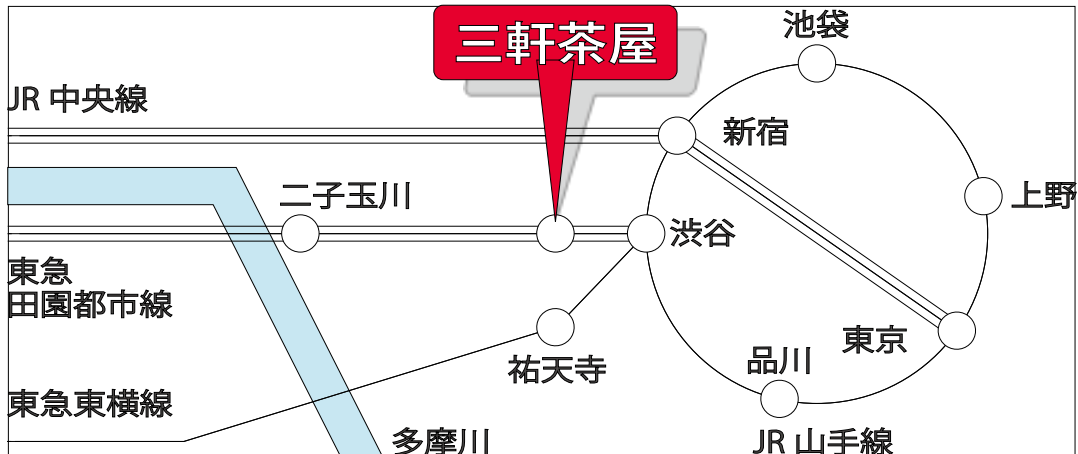 三軒茶屋
池袋
JR 中央線
新宿
二子玉川
上野
渋谷
東急
田園都市線
東京
品川
祐天寺
東急東横線
多摩川
JR 山手線